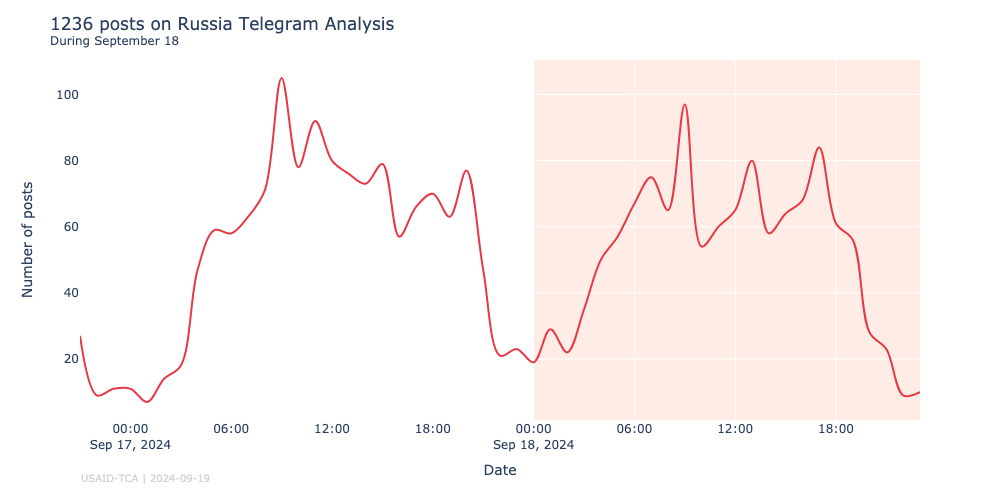 1236 posts on Russia Telegram Analysis
During September 18
Number of posts
100
80
60
40
20
00:00 06:00 12:00 18:00 00:00 06:00 12:00 18:00
Sep 17, 2024 Sep 18, 2024
Date
USAID-TCA | 2024-09-19